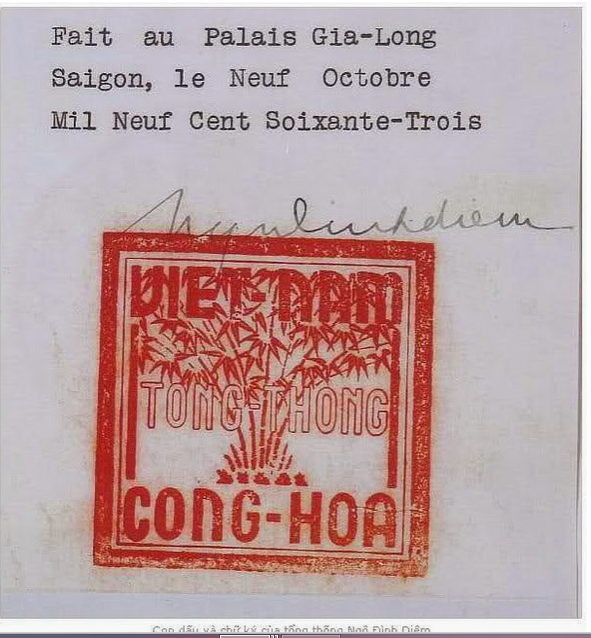 Fait au Palais Gia-Long
Saigon, le Neuf Octobre
Mil Neuf Cent Soixante-Trois
Ngodinhdiem
VIET-NAM
TONG-THONG
CONG-HOA
Con dấu và chữ ký của tổng thống Ngô Đình Diệm